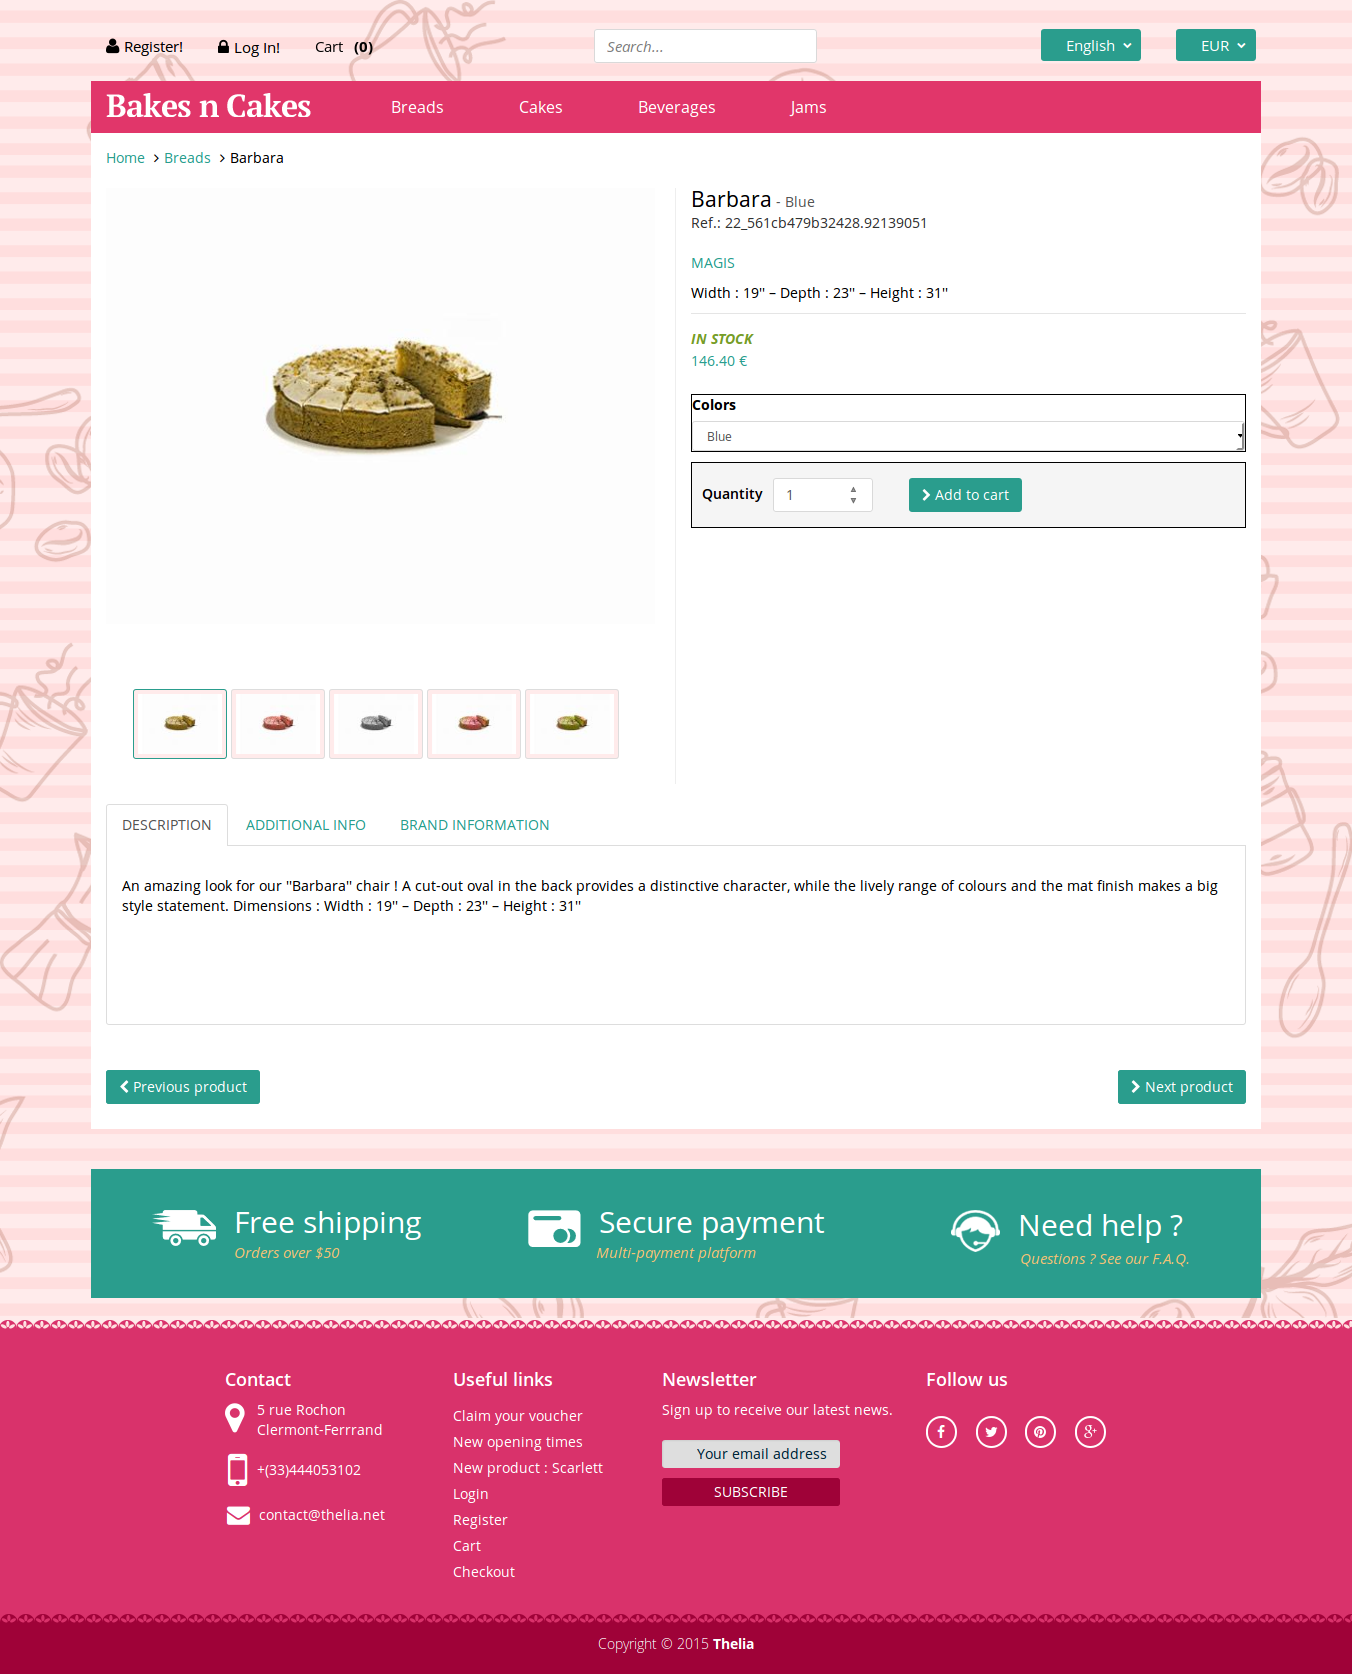 Register!
Log In!
Cart (0)
Search...
English
EUR
Bakes n Cakes
Breads
Cakes
Beverages
Jams
Home
Breads
Barbara
Barbara - Blue
Ref.: 22_561cb479b32428.92139051
MAGIS
Width : 19" – Depth : 23" – Height : 31"
IN STOCK
146.40 €
Colors
Blue
Quantity
1
Add to cart
DESCRIPTION
ADDITIONAL INFO
BRAND INFORMATION
An amazing look for our "Barbara" chair ! A cut-out oval in the back provides a distinctive character, while the lively range of colours and the mat finish makes a big
style statement. Dimensions : Width : 19" – Depth : 23" – Height : 31"
Previous product
Next product
Free shipping
Orders over $50
Secure payment
Multi-payment platform
Need help ?
Questions ? See our F.A.Q.
Contact
5 rue Rochon
Clermont-Ferrrand
+(33)444053102
contact@thelia.net
Useful links
Claim your voucher
New opening times
New product : Scarlett
Login
Register
Cart
Checkout
Newsletter
Sign up to receive our latest news.
Your email address
SUBSCRIBE
Follow us
Copyright © 2015 Thelia